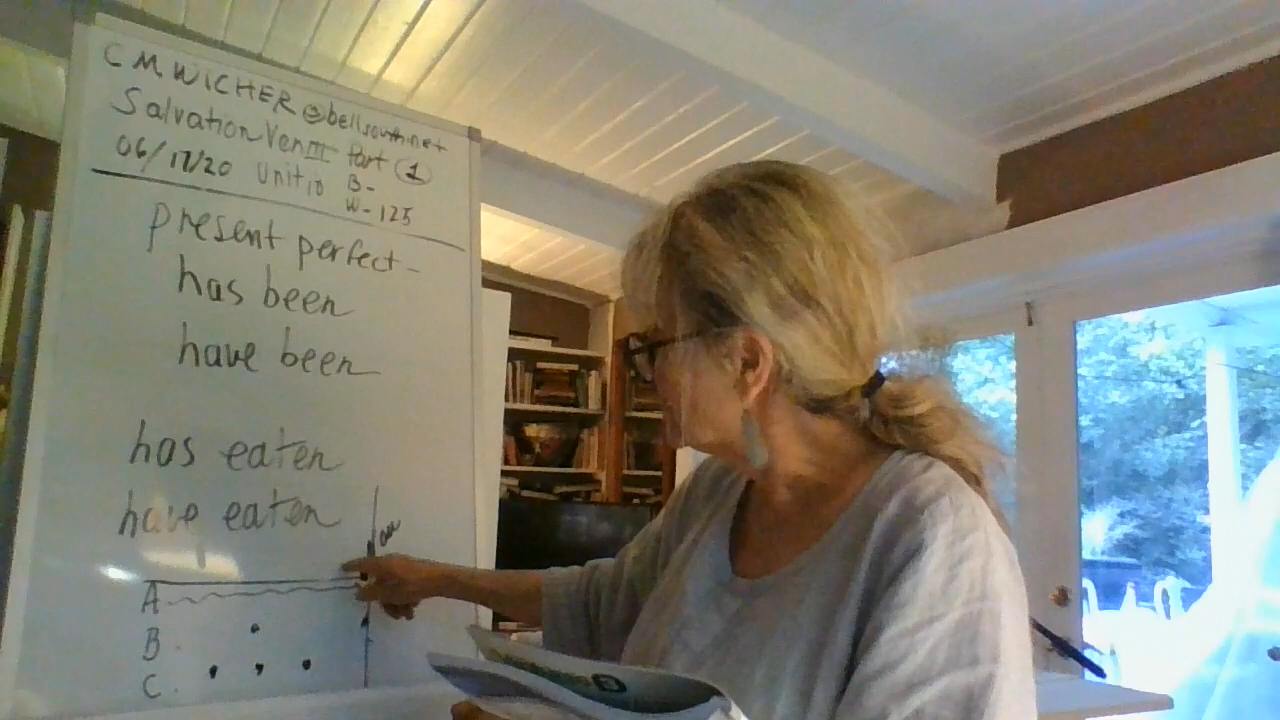 CMWICHER@bellsouth.net
Salvation Ven III Part ①
06/17/20 Unit 10 B-
W-125
present perfect-
has been
have been
has eaten
have eaten
A
B
C